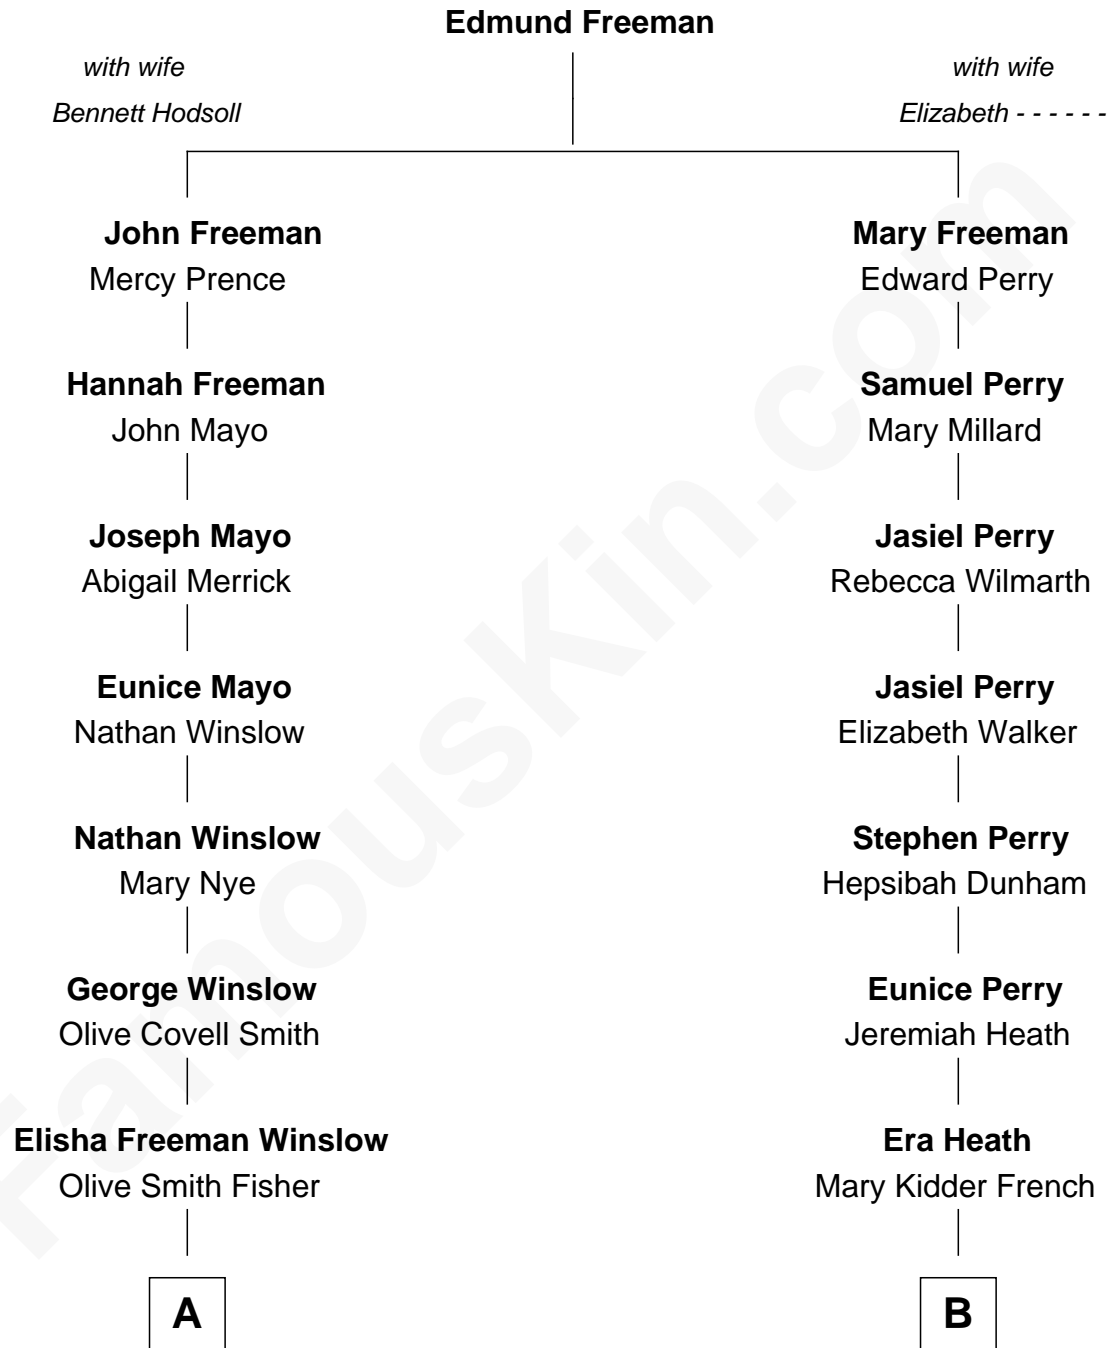 Edmund Freeman
with wife
Bennett Hodsoll
with wife
Elizabeth - - - - - -
John Freeman
Mercy Prence
Mary Freeman
Edward Perry
Hannah Freeman
John Mayo
Samuel Perry
Mary Millard
Joseph Mayo
Abigail Merrick
Jasiel Perry
Rebecca Wilmarth
Eunice Mayo
Nathan Winslow
Jasiel Perry
Elizabeth Walker
Nathan Winslow
Mary Nye
Stephen Perry
Hepsibah Dunham
George Winslow
Olive Covell Smith
Eunice Perry
Jeremiah Heath
Elisha Freeman Winslow
Olive Smith Fisher
Era Heath
Mary Kidder French
A
B
FamousKin.com